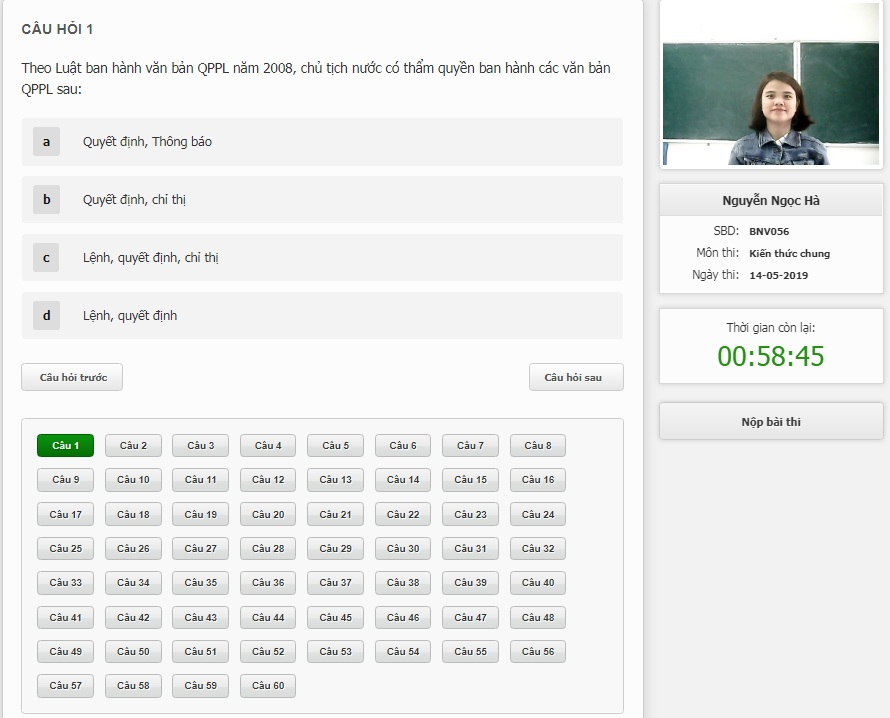 CÂU HỎI 1
Theo Luật ban hành văn bản QPPL năm 2008, chủ tịch nước có thẩm quyền ban hành các văn bản
QPPL sau:
a Quyết định, Thông báo
b Quyết định, chỉ thị
c Lệnh, quyết định, chỉ thị
d Lệnh, quyết định
Câu hỏi trước Câu hỏi sau
Câu 1 Câu 2 Câu 3 Câu 4 Câu 5 Câu 6 Câu 7 Câu 8
Câu 9 Câu 10 Câu 11 Câu 12 Câu 13 Câu 14 Câu 15 Câu 16
Câu 17 Câu 18 Câu 19 Câu 20 Câu 21 Câu 22 Câu 23 Câu 24
Câu 25 Câu 26 Câu 27 Câu 28 Câu 29 Câu 30 Câu 31 Câu 32
Câu 33 Câu 34 Câu 35 Câu 36 Câu 37 Câu 38 Câu 39 Câu 40
Câu 41 Câu 42 Câu 43 Câu 44 Câu 45 Câu 46 Câu 47 Câu 48
Câu 49 Câu 50 Câu 51 Câu 52 Câu 53 Câu 54 Câu 55 Câu 56
Câu 57 Câu 58 Câu 59 Câu 60
Nguyễn Ngọc Hà
SBD: BNV056
Môn thi: Kiến thức chung
Ngày thi: 14-05-2019
Thời gian còn lại:
00:58:45
Nộp bài thi